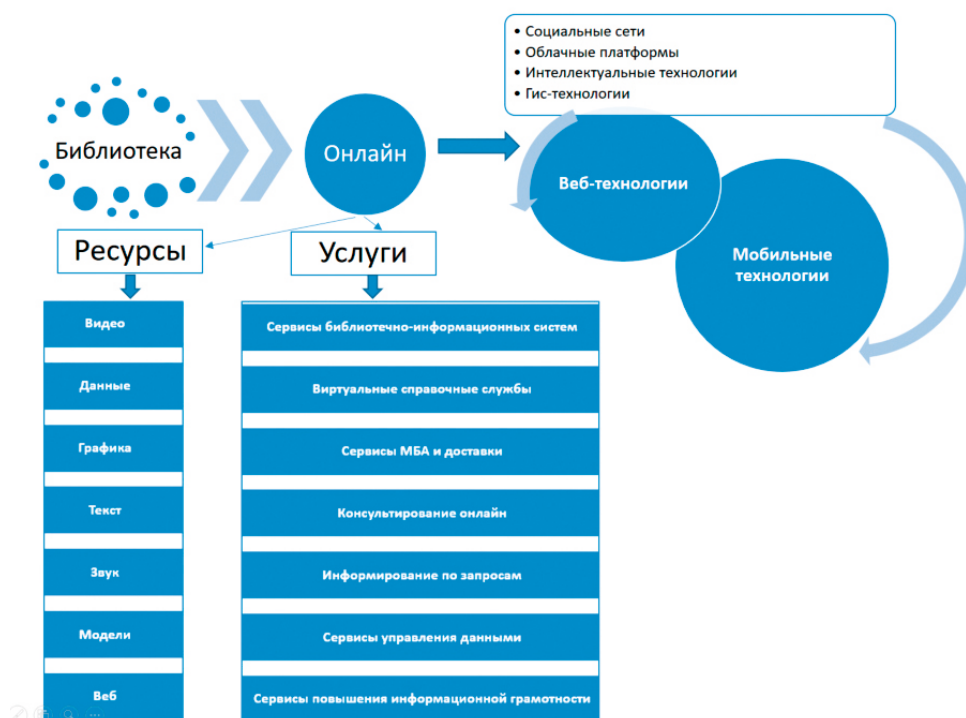 • Социальные сети
• Облачные платформы
• Интеллектуальные технологии
• Гис-технологии
Библиотека
Онлайн
Веб-технологии
Мобильные
технологии
Ресурсы
Видео
Данные
Графика
Текст
Звук
Модели
Веб
Услуги
Сервисы библиотечно-информационных систем
Виртуальные справочные службы
Сервисы МБА и доставки
Консультирование онлайн
Информирование по запросам
Сервисы управления данными
Сервисы повышения информационной грамотности